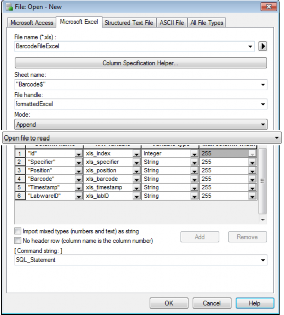 File: Open - New
Microsoft Access Microsoft Excel Structured Text File ASCII File All File Types
File name (*.xls) :
BarcodeFileExcel
Column Specification Helper...
Sheet name:
"Barcode$"
File handle:
formattedExcel
Mode:
Append
Open file to read
1 "Id" xls_index Integer 255
2 "Specifier" xls_specifier String 255
3 "Position" xls_position String 255
4 "Barcode" xls_barcode String 255
5 "Timestamp" xls_timestamp String 255
6 "LabwareID" xls_labID String 255
Import mixed types (numbers and text) as string
No header row (column name is the column number)
Add Remove
[ Command string: ]
SQL_Statement
OK Cancel Help